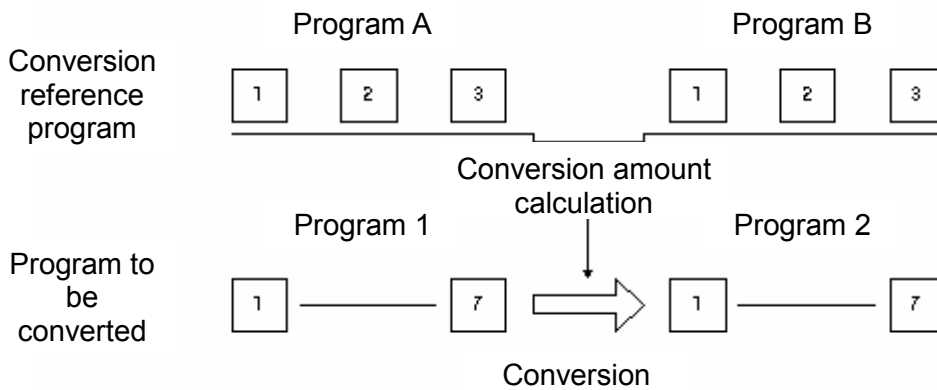 Program A Program B
Conversion
reference
program
1 2 3 1 2 3
Conversion amount
calculation
Program 1 Program 2
Program to
be
converted
1 7 1 7
Conversion